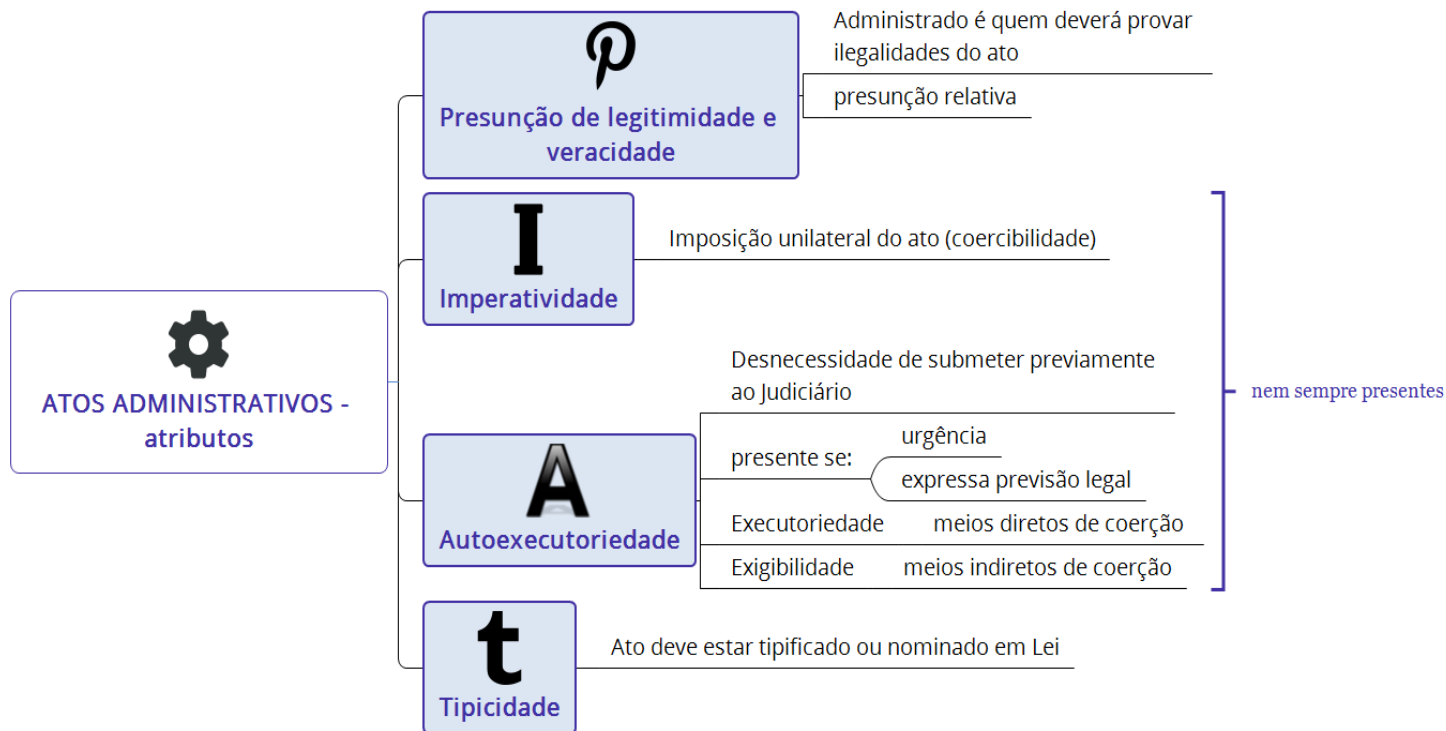 ATOS ADMINISTRATIVOS -
atributos
P
Presunção de legitimidade e
veracidade
Administrado é quem deverá provar
ilegalidades do ato
presunção relativa
I
Imperatividade
Imposição unilateral do ato (coercibilidade)
A
Autoexecutoriedade
Desnecessidade de submeter previamente
ao Judiciário
presente se:
urgência
expressa previsão legal
Executoriedade meios diretos de coerção
Exigibilidade meios indiretos de coerção
nem sempre presentes
t
Tipicidade
Ato deve estar tipificado ou nominado em Lei